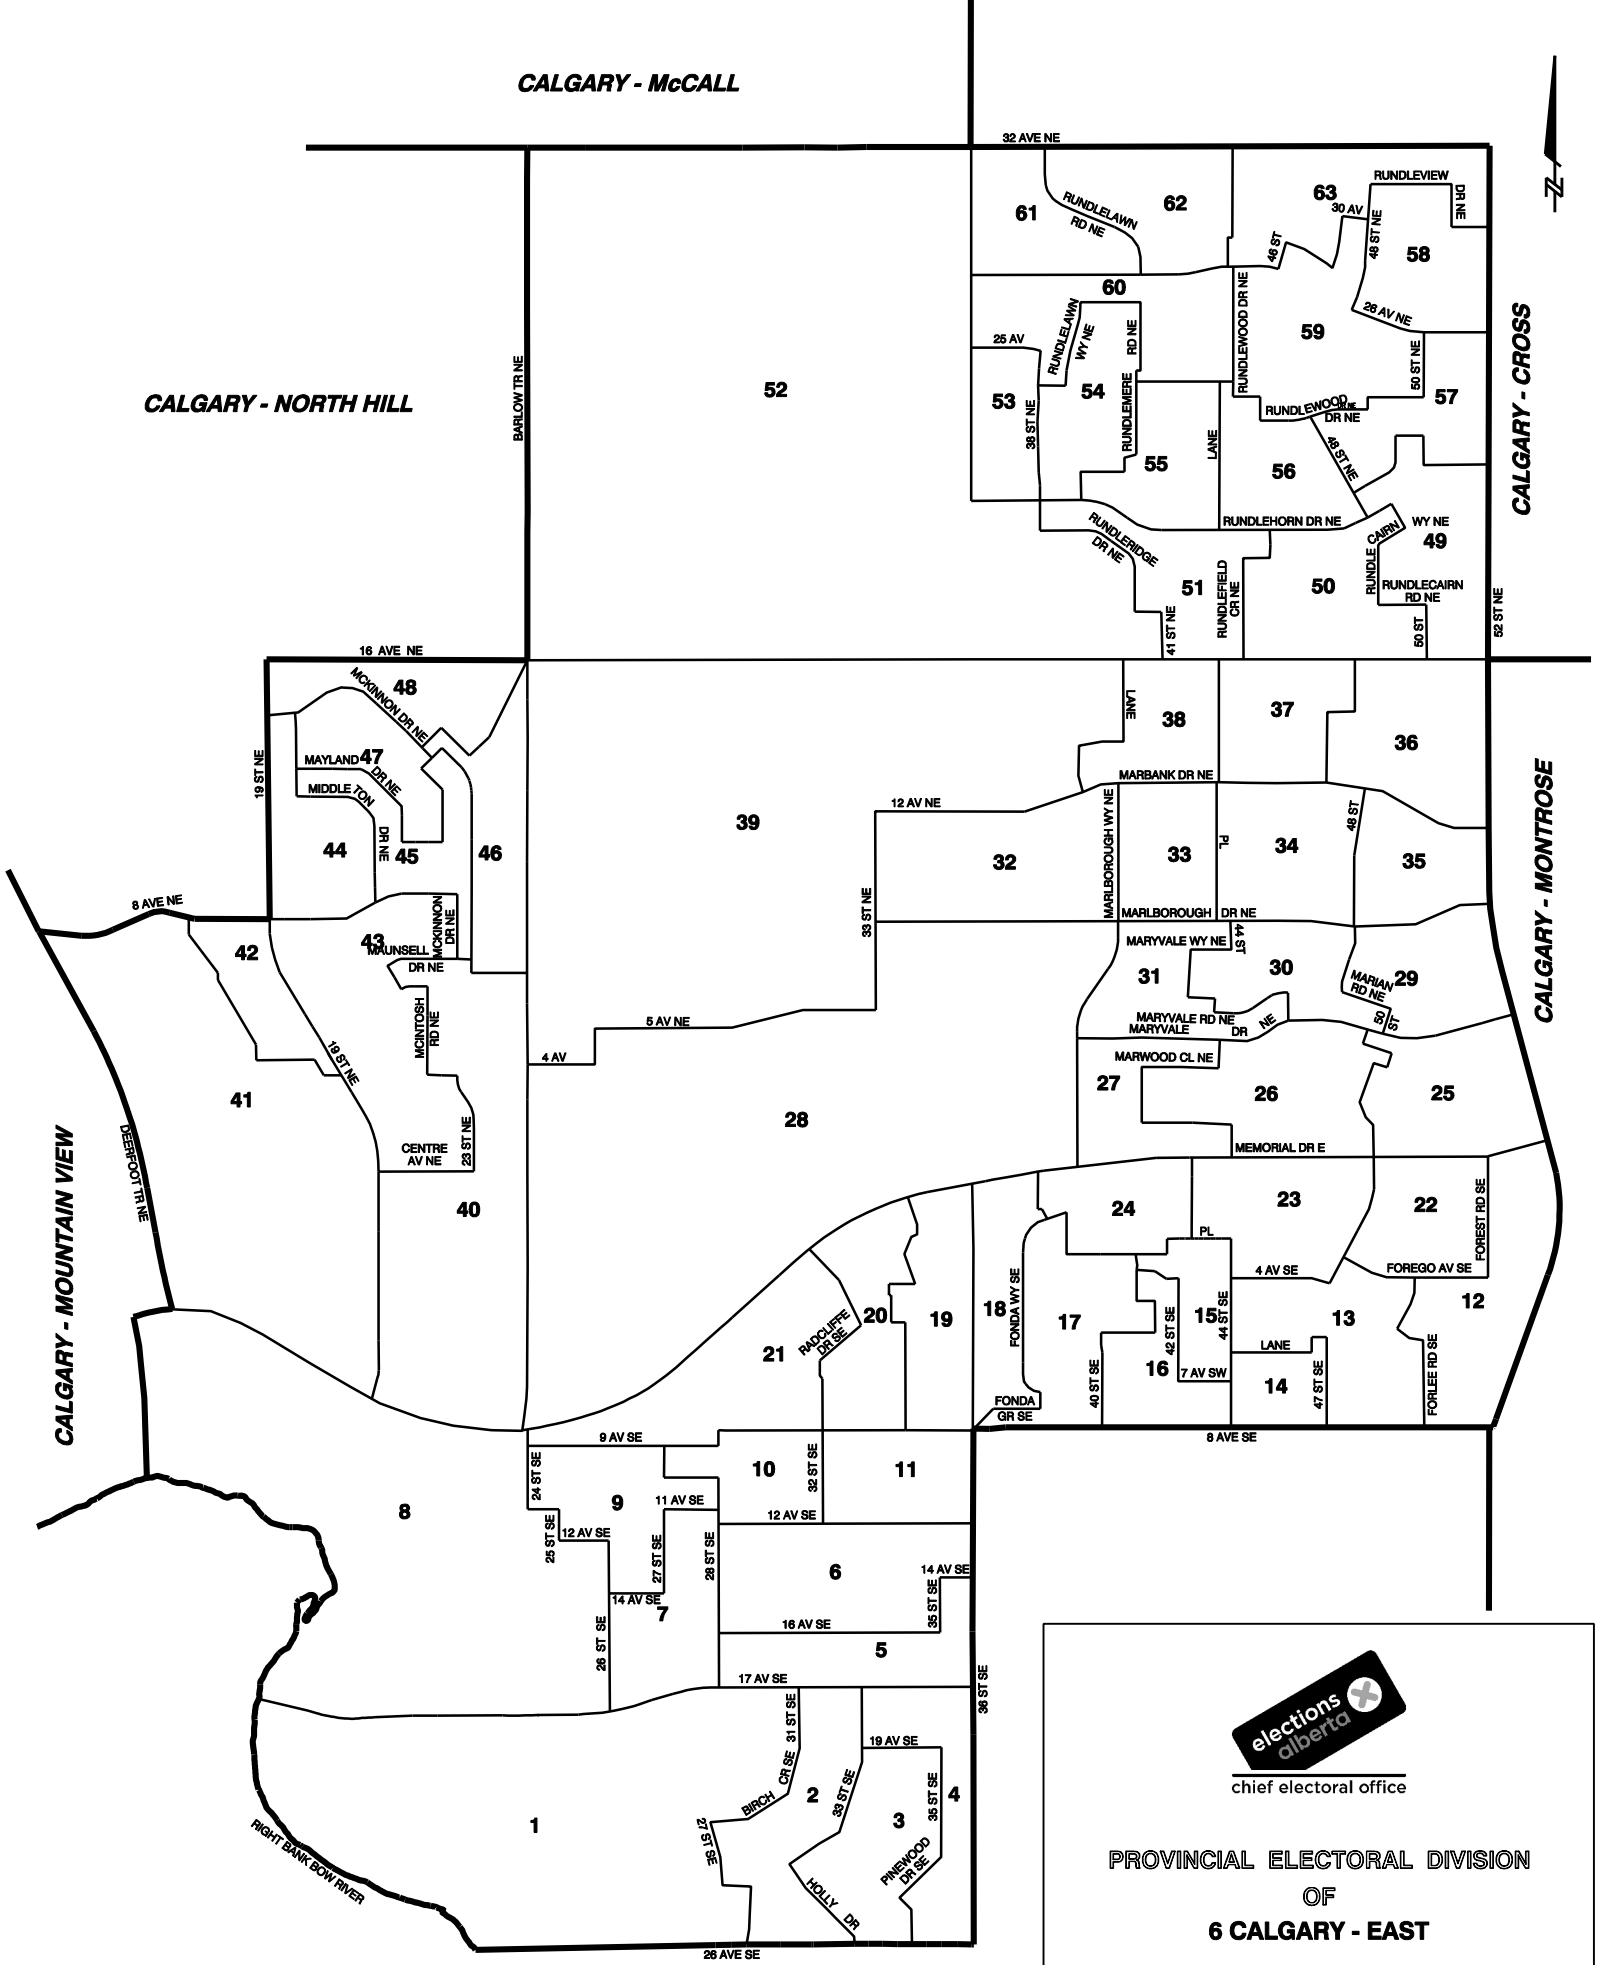 CALGARY - McCALL
32 AVE NE
RUNDLEVIEW
DR NE
63
62
61
30 AV
RUNDLELAWN
RD NE
48 ST NE
46 ST
58
60
RUNDLEWOOD DR NE
26 AV NE
59
RUNDLELAWN
WY NE
RD NE
25 AV
50 ST NE
CALGARY - CROSS
BARLOW TR NE
52
CALGARY - NORTH HILL
53
54
57
38 ST NE
RUNDLEMERE
RUNDLEWOOD
DR NE
LANE
55
56
48 ST NE
RUNDLEHORN DR NE
RUNDLERIDGE
DR NE
CAIRN
WY NE
49
RUNDLE
51
50
RUNDLEFIELD
CR NE
RUNDLECAIRN
RD NE
41 ST NE
50 ST
52 ST NE
16 AVE NE
48
MCKINNON DR NE
LANE
38
37
36
19 ST NE
MAYLAND
47
DR NE
MIDDLE TON
DR NE
MARBANK DR NE
12 AV NE
39
44
45
46
32
MARLBOROUGH WY NE
33
PL
34
48 ST
35
CALGARY - MONTROSE
8 AVE NE
33 ST NE
MARLBOROUGH
DR NE
MCKINNON
DR NE
43
MAUNSELL
DR NE
42
MARYVALE WY NE
44 ST
31
30
MARIAN
RD NE
29
MCINTOSH
RD NE
5 AV NE
MARYVALE RD NE
MARYVALE
DR
NE
50
ST
4 AV
19 ST NE
MARWOOD CL NE
27
26
25
41
28
DEERFOOT TR NE
CENTRE
AV NE
23 ST NE
MEMORIAL DR E
CALGARY - MOUNTAIN VIEW
40
24
23
22
FOREST RD SE
PL
4 AV SE
FOREGO AV SE
18
FONDA WY SE
17
15
44 ST SE
42 ST SE
13
12
19
20
RADCLIFFE
DR SE
21
16
7 AV SW
LANE
14
47 ST SE
FORLEE RD SE
40 ST SE
FONDA
GR SE
8 AVE SE
9 AV SE
24 ST SE
10
32 ST SE
11
8
9
11 AV SE
12 AV SE
25 ST SE
12 AV SE
27 ST SE
28 ST SE
6
14 AV SE
35 ST SE
14 AV SE
7
16 AV SE
26 ST SE
5
17 AV SE
36 ST SE
31 ST SE
19 AV SE
CR SE
BIRCH
2
33 ST SE
35 ST SE
4
3
1
27 ST SE
PINEWOOD
DR SE
HOLLY DR
RIGHT BANK BOW RIVER
26 AVE SE
elections
alberta
chief electoral office
PROVINCIAL ELECTORAL DIVISION
OF
6 CALGARY - EAST